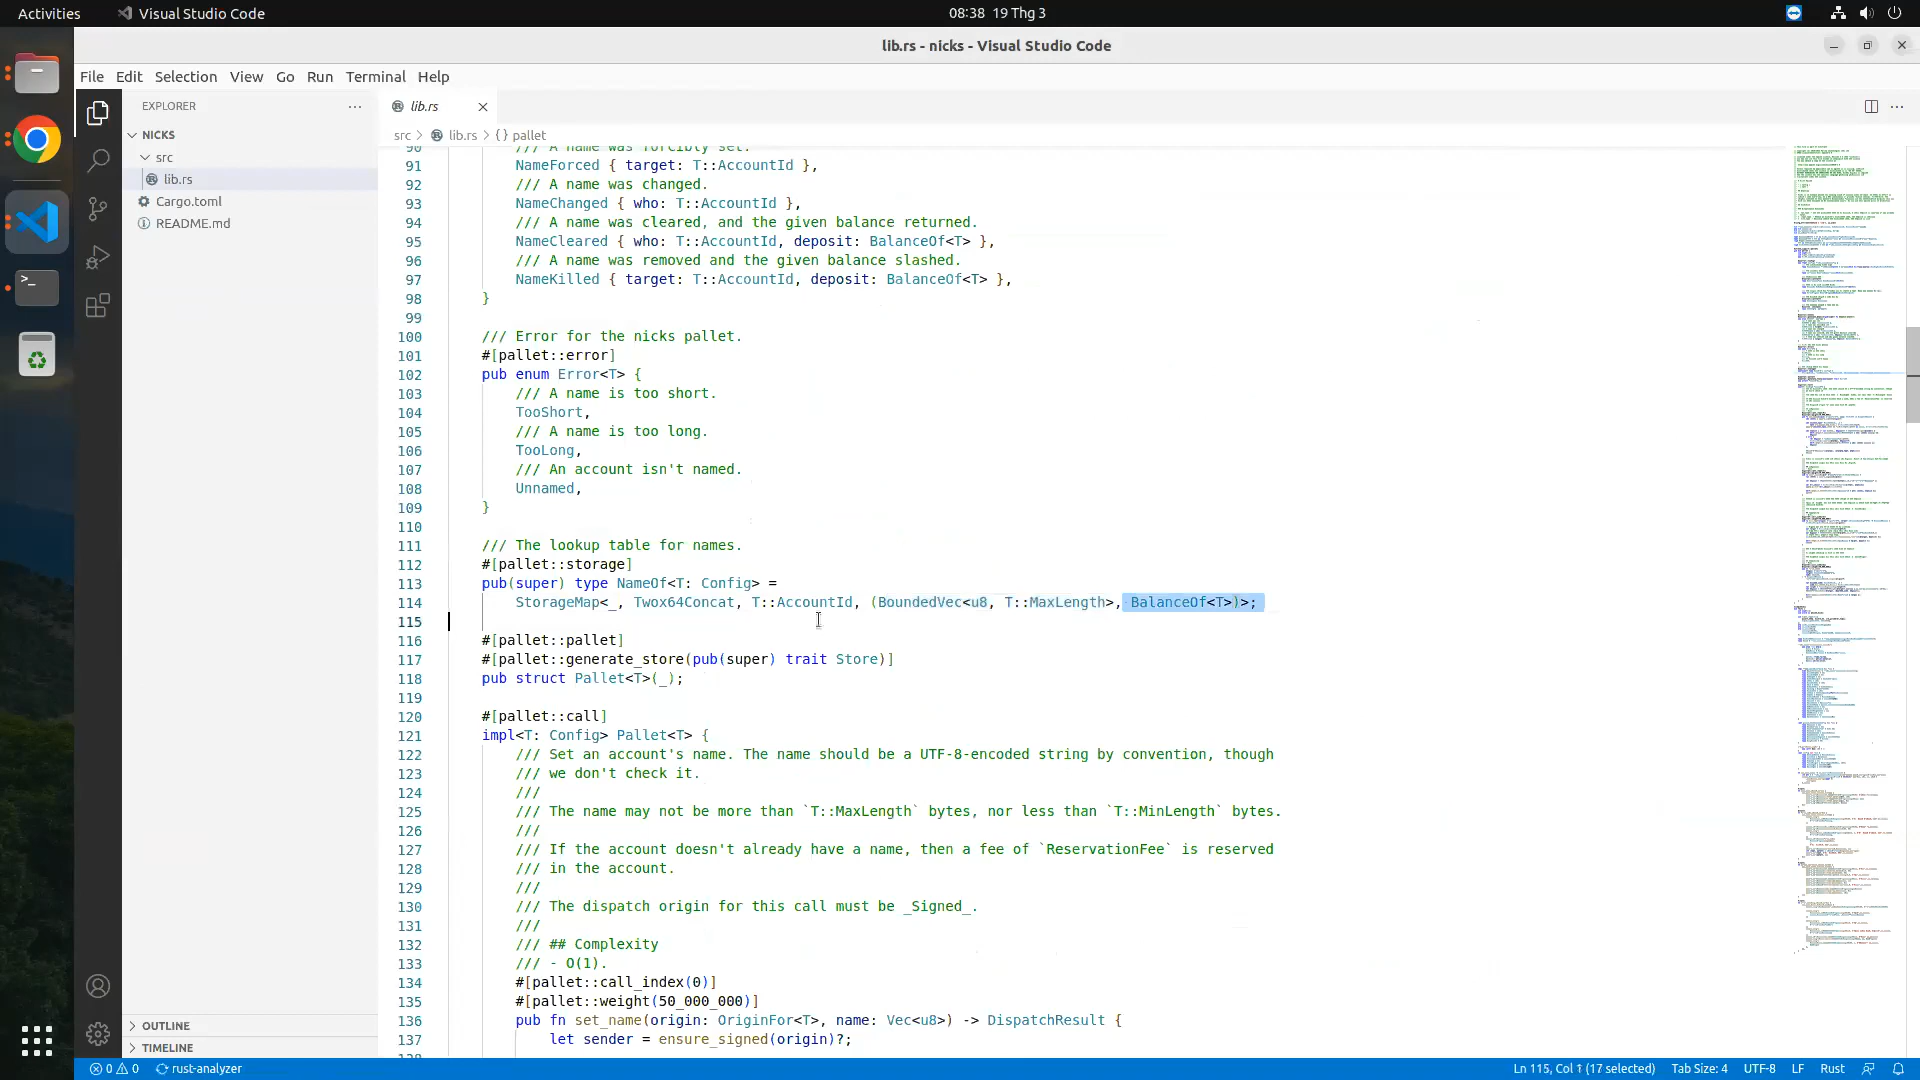 Activities
Visual Studio Code
08:38 19 Thg 3
lib.rs - nicks - Visual Studio Code
File Edit Selection View Go Run Terminal Help
EXPLORER
NICKS
src
lib.rs
Cargo.toml
README.md
OUTLINE
TIMELINE
lib.rs
src > lib.rs > {} pallet
90 /// A name was forcibly set.
91 NameForced { target: T::AccountId },
92 /// A name was changed.
93 NameChanged { who: T::AccountId },
94 /// A name was cleared, and the given balance returned.
95 NameCleared { who: T::AccountId, deposit: BalanceOf<T> },
96 /// A name was removed and the given balance slashed.
97 NameKilled { target: T::AccountId, deposit: BalanceOf<T> },
98 }
99
100 /// Error for the nicks pallet.
101 #[pallet::error]
102 pub enum Error<T> {
103 /// A name is too short.
104 TooShort,
105 /// A name is too long.
106 TooLong,
107 /// An account isn't named.
108 Unnamed,
109 }
110
111 /// The lookup table for names.
112 #[pallet::storage]
113 pub(super) type NameOf<T: Config> =
114 StorageMap<_, Twox64Concat, T::AccountId, (BoundedVec<u8, T::MaxLength>, BalanceOf<T>)>;
115
116 #[pallet::pallet]
117 #[pallet::generate_store(pub(super) trait Store)]
118 pub struct Pallet<T>(_);
119
120 #[pallet::call]
121 impl<T: Config> Pallet<T> {
122 /// Set an account's name. The name should be a UTF-8-encoded string by convention, though
123 /// we don't check it.
124 ///
125 /// The name may not be more than `T::MaxLength` bytes, nor less than `T::MinLength` bytes.
126 ///
127 /// If the account doesn't already have a name, then a fee of `ReservationFee` is reserved
128 /// in the account.
129 ///
130 /// The dispatch origin for this call must be _Signed_.
131 ///
132 /// ## Complexity
133 /// - O(1).
134 #[pallet::call_index(0)]
135 #[pallet::weight(50_000_000)]
136 pub fn set_name(origin: OriginFor<T>, name: Vec<u8>) -> DispatchResult {
137 let sender = ensure_signed(origin)?;
138
0 0 rust-analyzer Ln 115, Col 1 (17 selected) Tab Size: 4 UTF-8 LF Rust